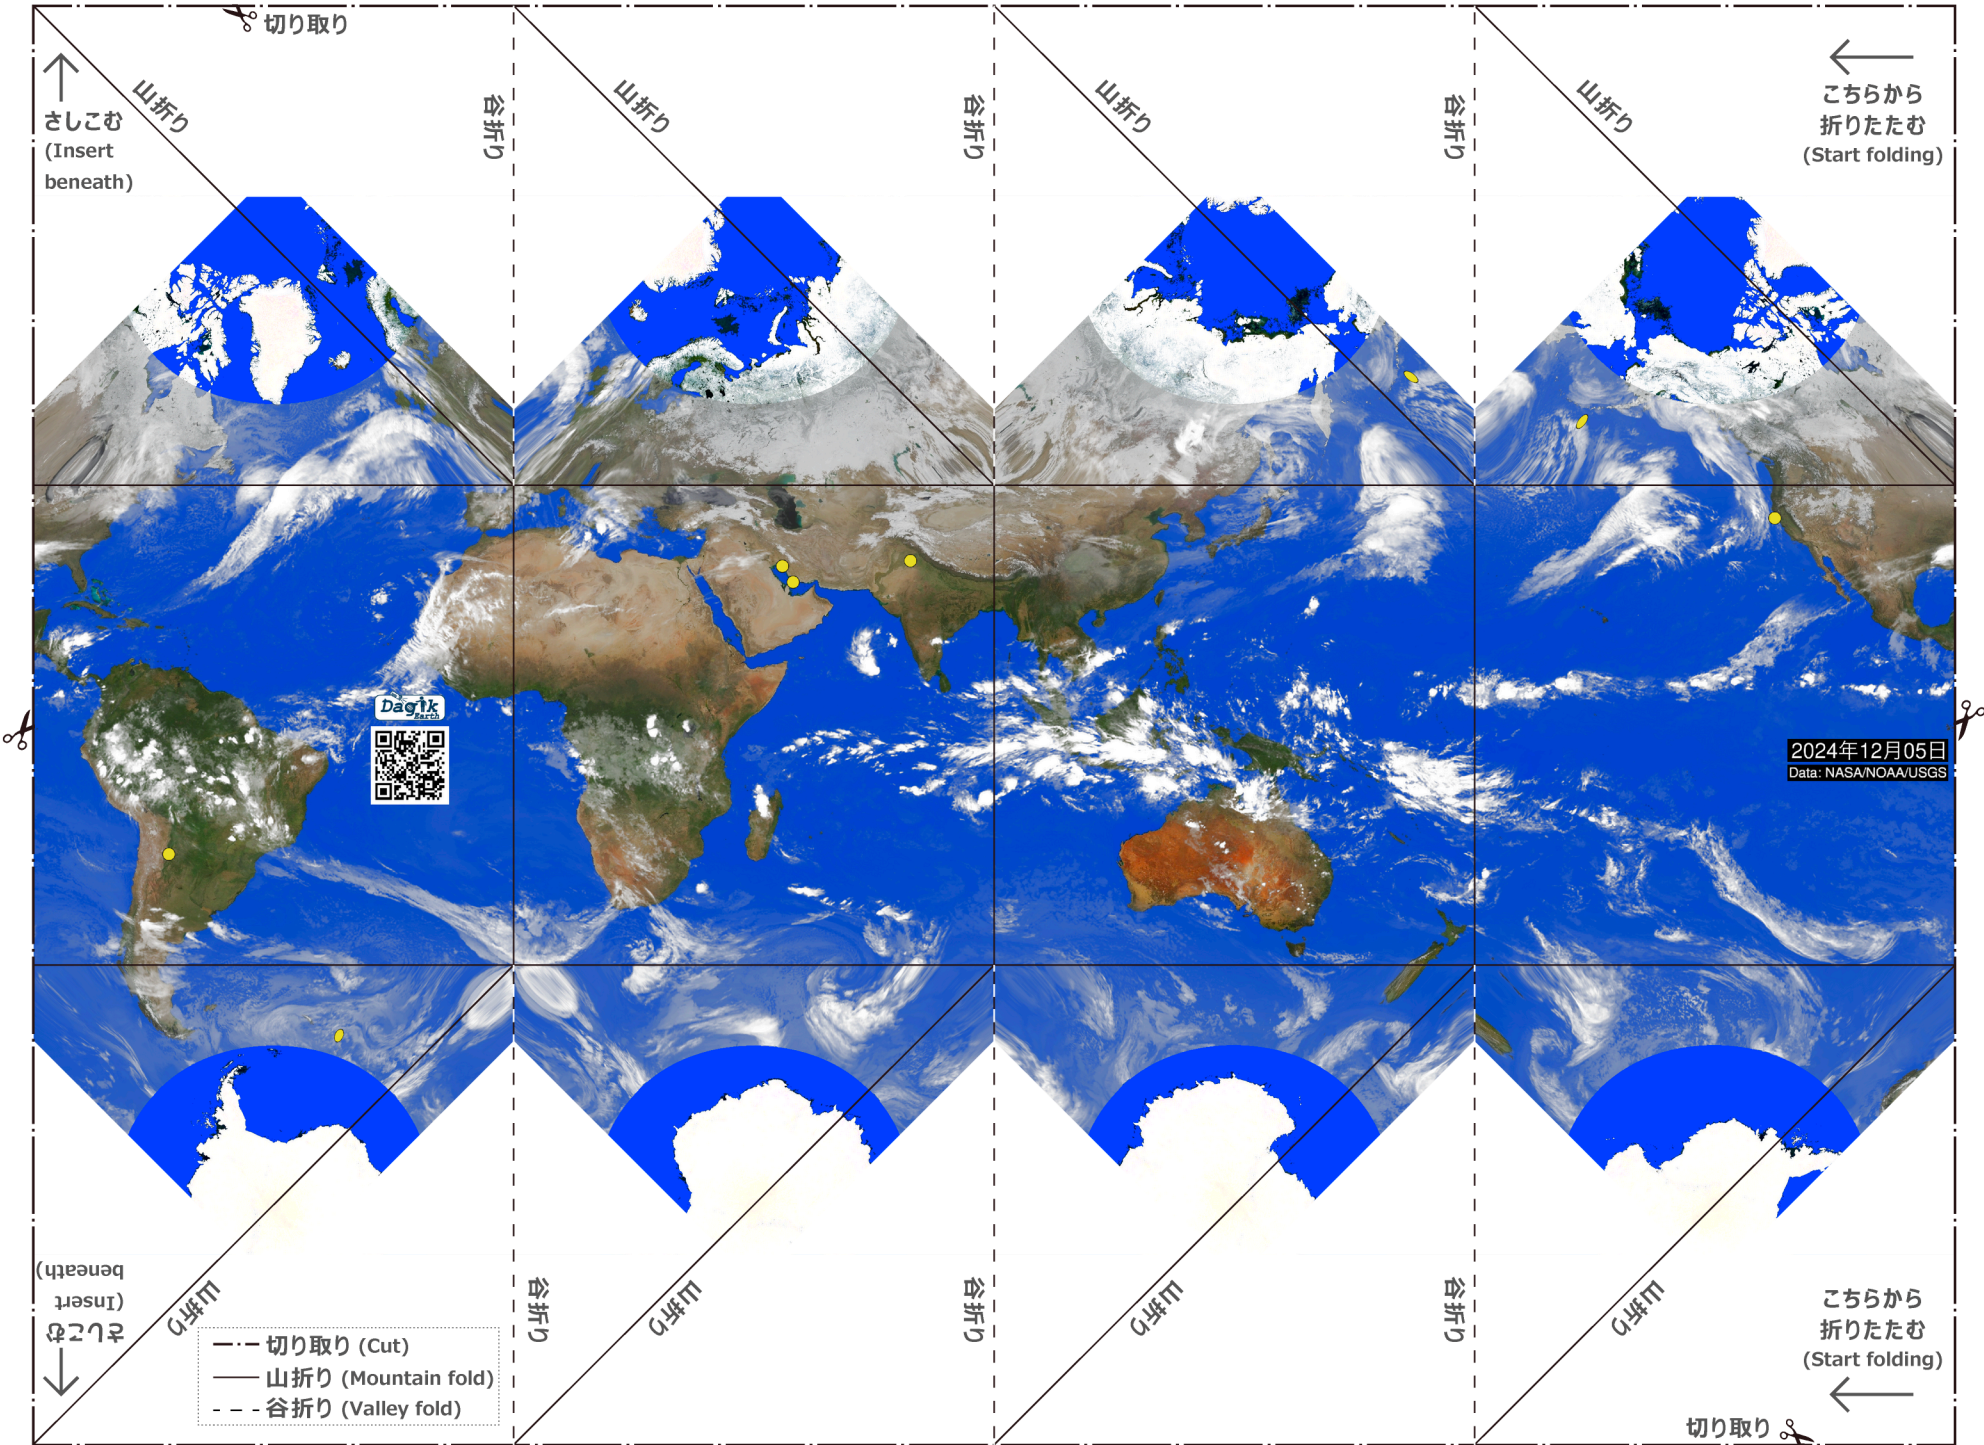 切り取り
さしこむ
(Insert
beneath)
山折り
谷折り
山折り
谷折り
山折り
谷折り
山折り
こちらから
折りたたむ
(Start folding)
Dagik
Earth
2024年12月05日
Data: NASA/NOAA/USGS
さしこむ
(Insert
beneath)
山折り
谷折り
山折り
谷折り
山折り
谷折り
山折り
こちらから
折りたたむ
(Start folding)
切り取り (Cut)
山折り (Mountain fold)
谷折り (Valley fold)
切り取り